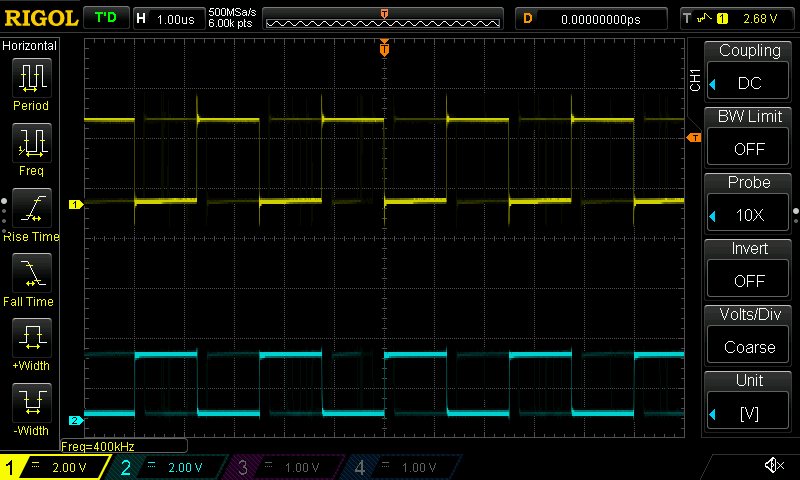 RIGOL T'D H 1.00us 500MSa/s D 0.00000000ps T 1 2.68 V
6.00k pts
T
Horizontal
Period
Freq
Rise Time
Fall Time
+Width
-Width
T
1
2
T
CH1
Coupling
DC
BW Limit
OFF
Probe
10X
Invert
OFF
Volts/Div
Coarse
Unit
[V]
Freq=400kHz
1 = 2.00 V 2 = 2.00 V 3 = 1.00 V 4 = 1.00 V